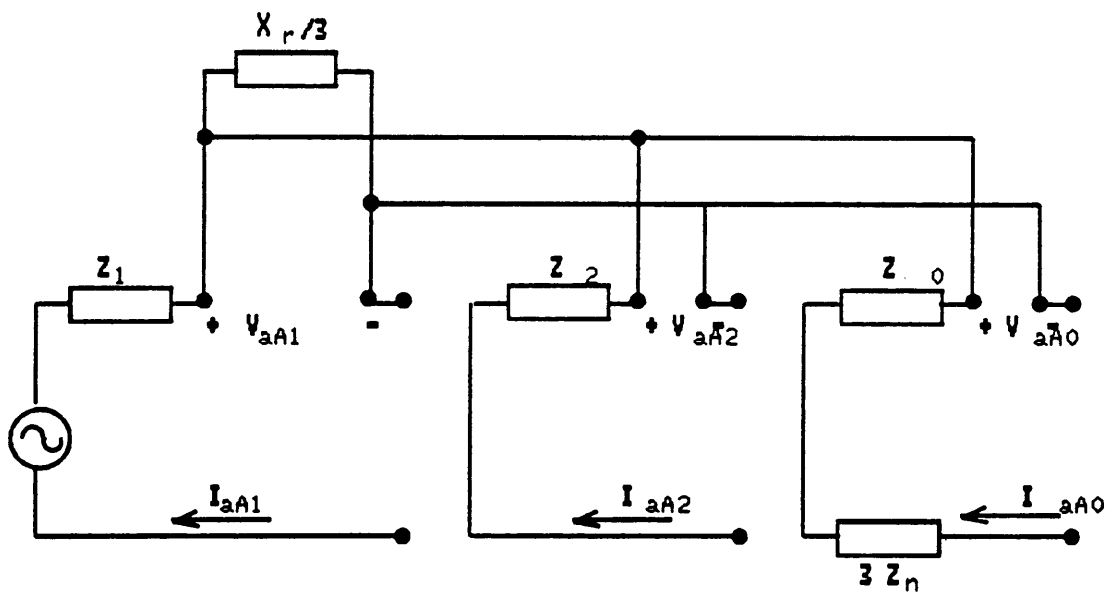 X r /3
Z 1
Z 2
Z 0
+ V aA1 -
+ V aA2 -
+ V aA0 -
I aA1
I aA2
I aA0
3 Z n